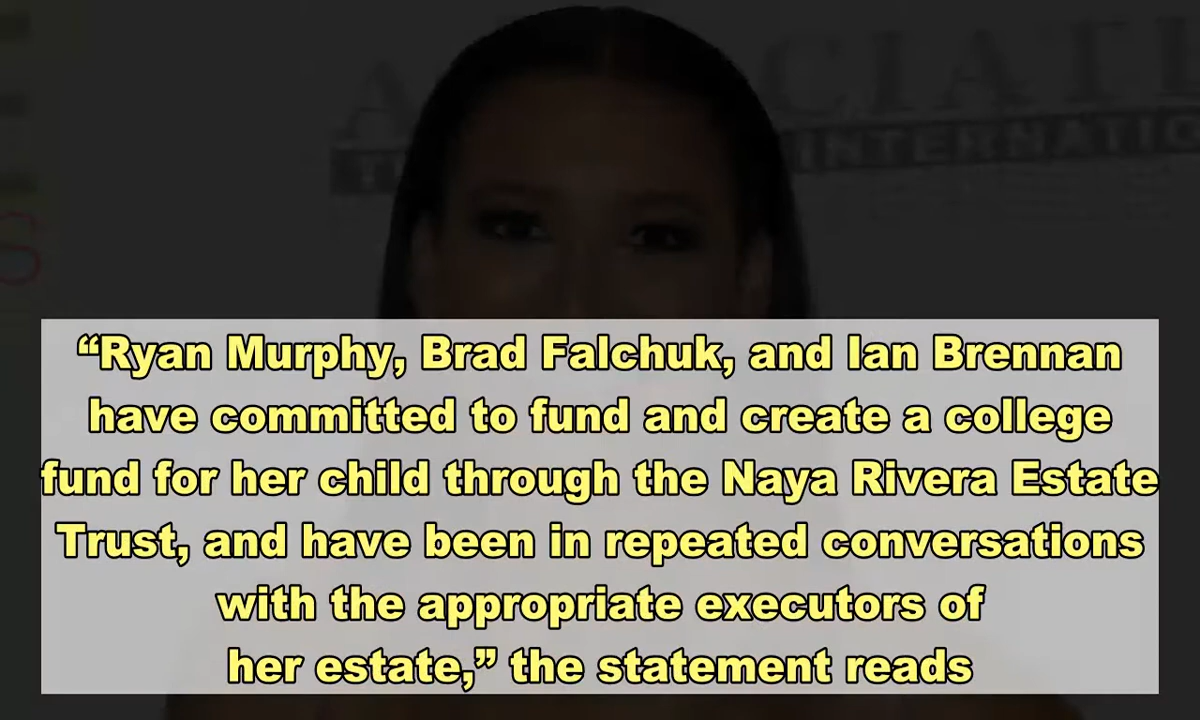 “Ryan Murphy, Brad Falchuk, and Ian Brennan
have committed to fund and create a college
fund for her child through the Naya Rivera Estate
Trust, and have been in repeated conversations
with the appropriate executors of
her estate,” the statement reads
INTERNATIO